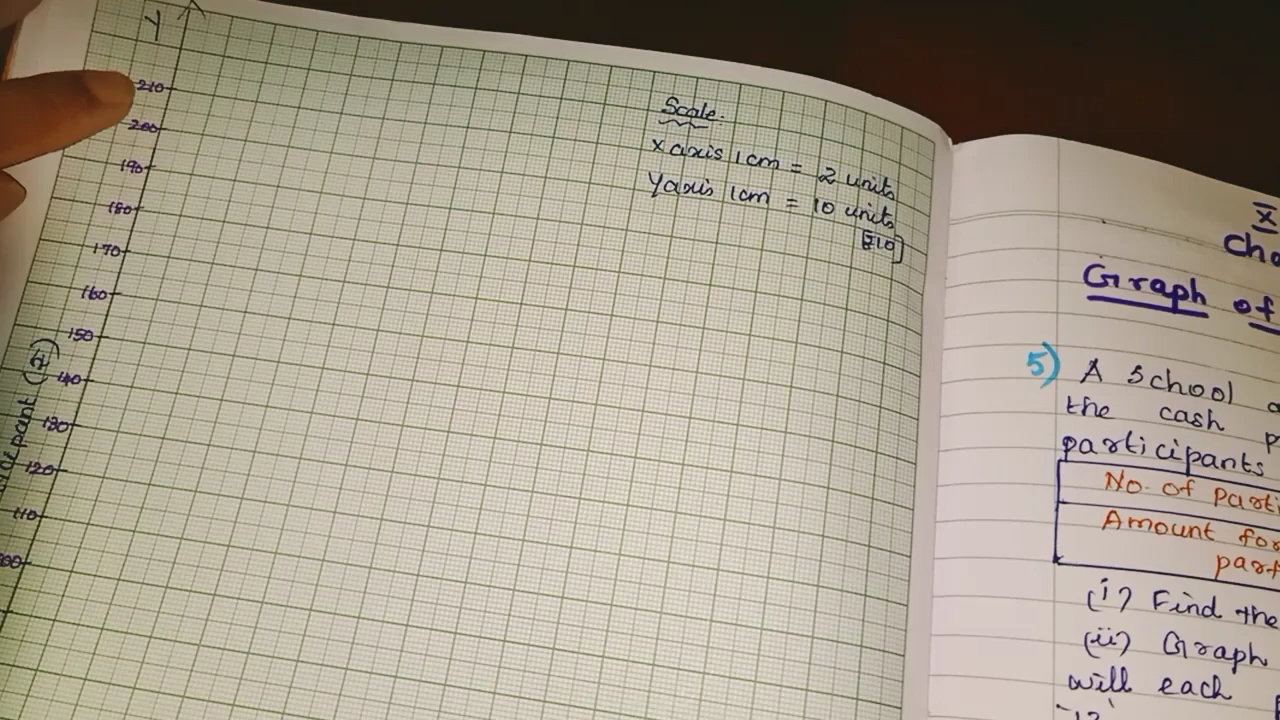 Y
210
200
190
180
170
160
150
140
130
120
110
Scale.
x axis 1cm = 2 units
Y axis 1cm = 10 units
X
Graph of
5) A School
the cash
participants
No. of parti
Amount for
part
(i) Find the
(ii) Graph
will each